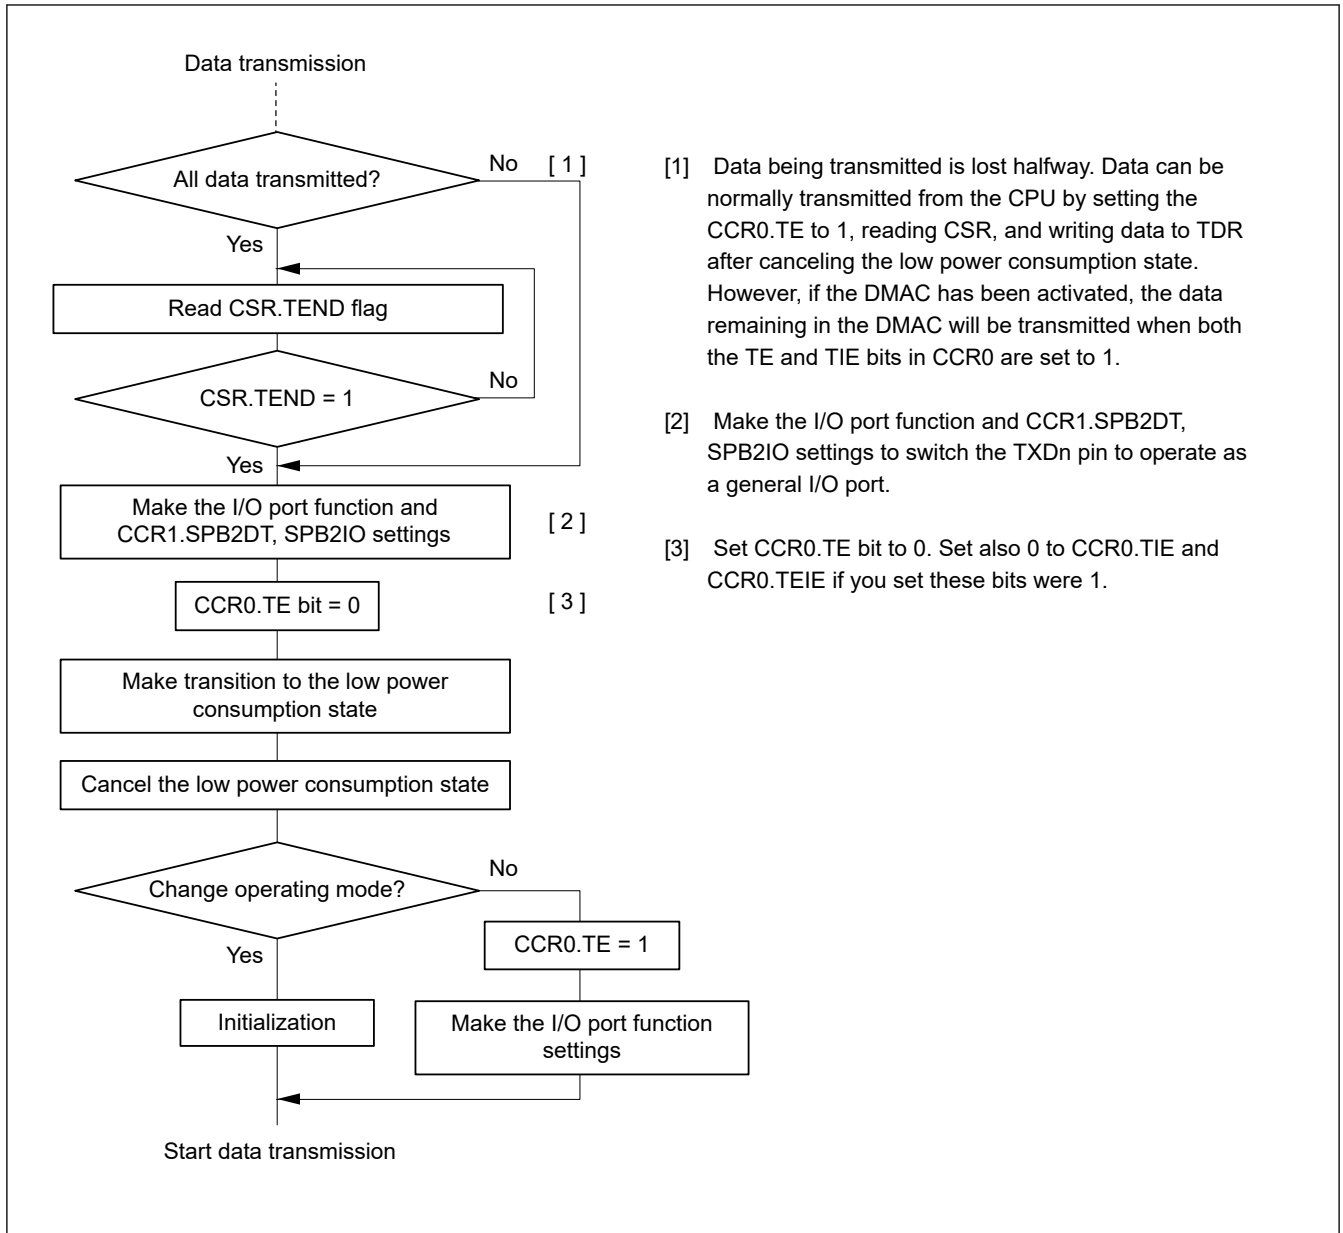 Data transmission
All data transmitted?
No [ 1 ]
Yes
Read CSR.TEND flag
CSR.TEND = 1
No
Yes
Make the I/O port function and
CCR1.SPB2DT, SPB2IO settings
[ 2 ]
CCR0.TE bit = 0
[ 3 ]
Make transition to the low power
consumption state
Cancel the low power consumption state
Change operating mode?
No
Yes
CCR0.TE = 1
Initialization
Make the I/O port function
settings
Start data transmission
[1] Data being transmitted is lost halfway. Data can be
normally transmitted from the CPU by setting the
CCR0.TE to 1, reading CSR, and writing data to TDR
after canceling the low power consumption state.
However, if the DMAC has been activated, the data
remaining in the DMAC will be transmitted when both
the TE and TIE bits in CCR0 are set to 1.
[2] Make the I/O port function and CCR1.SPB2DT,
SPB2IO settings to switch the TXDn pin to operate as
a general I/O port.
[3] Set CCR0.TE bit to 0. Set also 0 to CCR0.TIE and
CCR0.TEIE if you set these bits were 1.